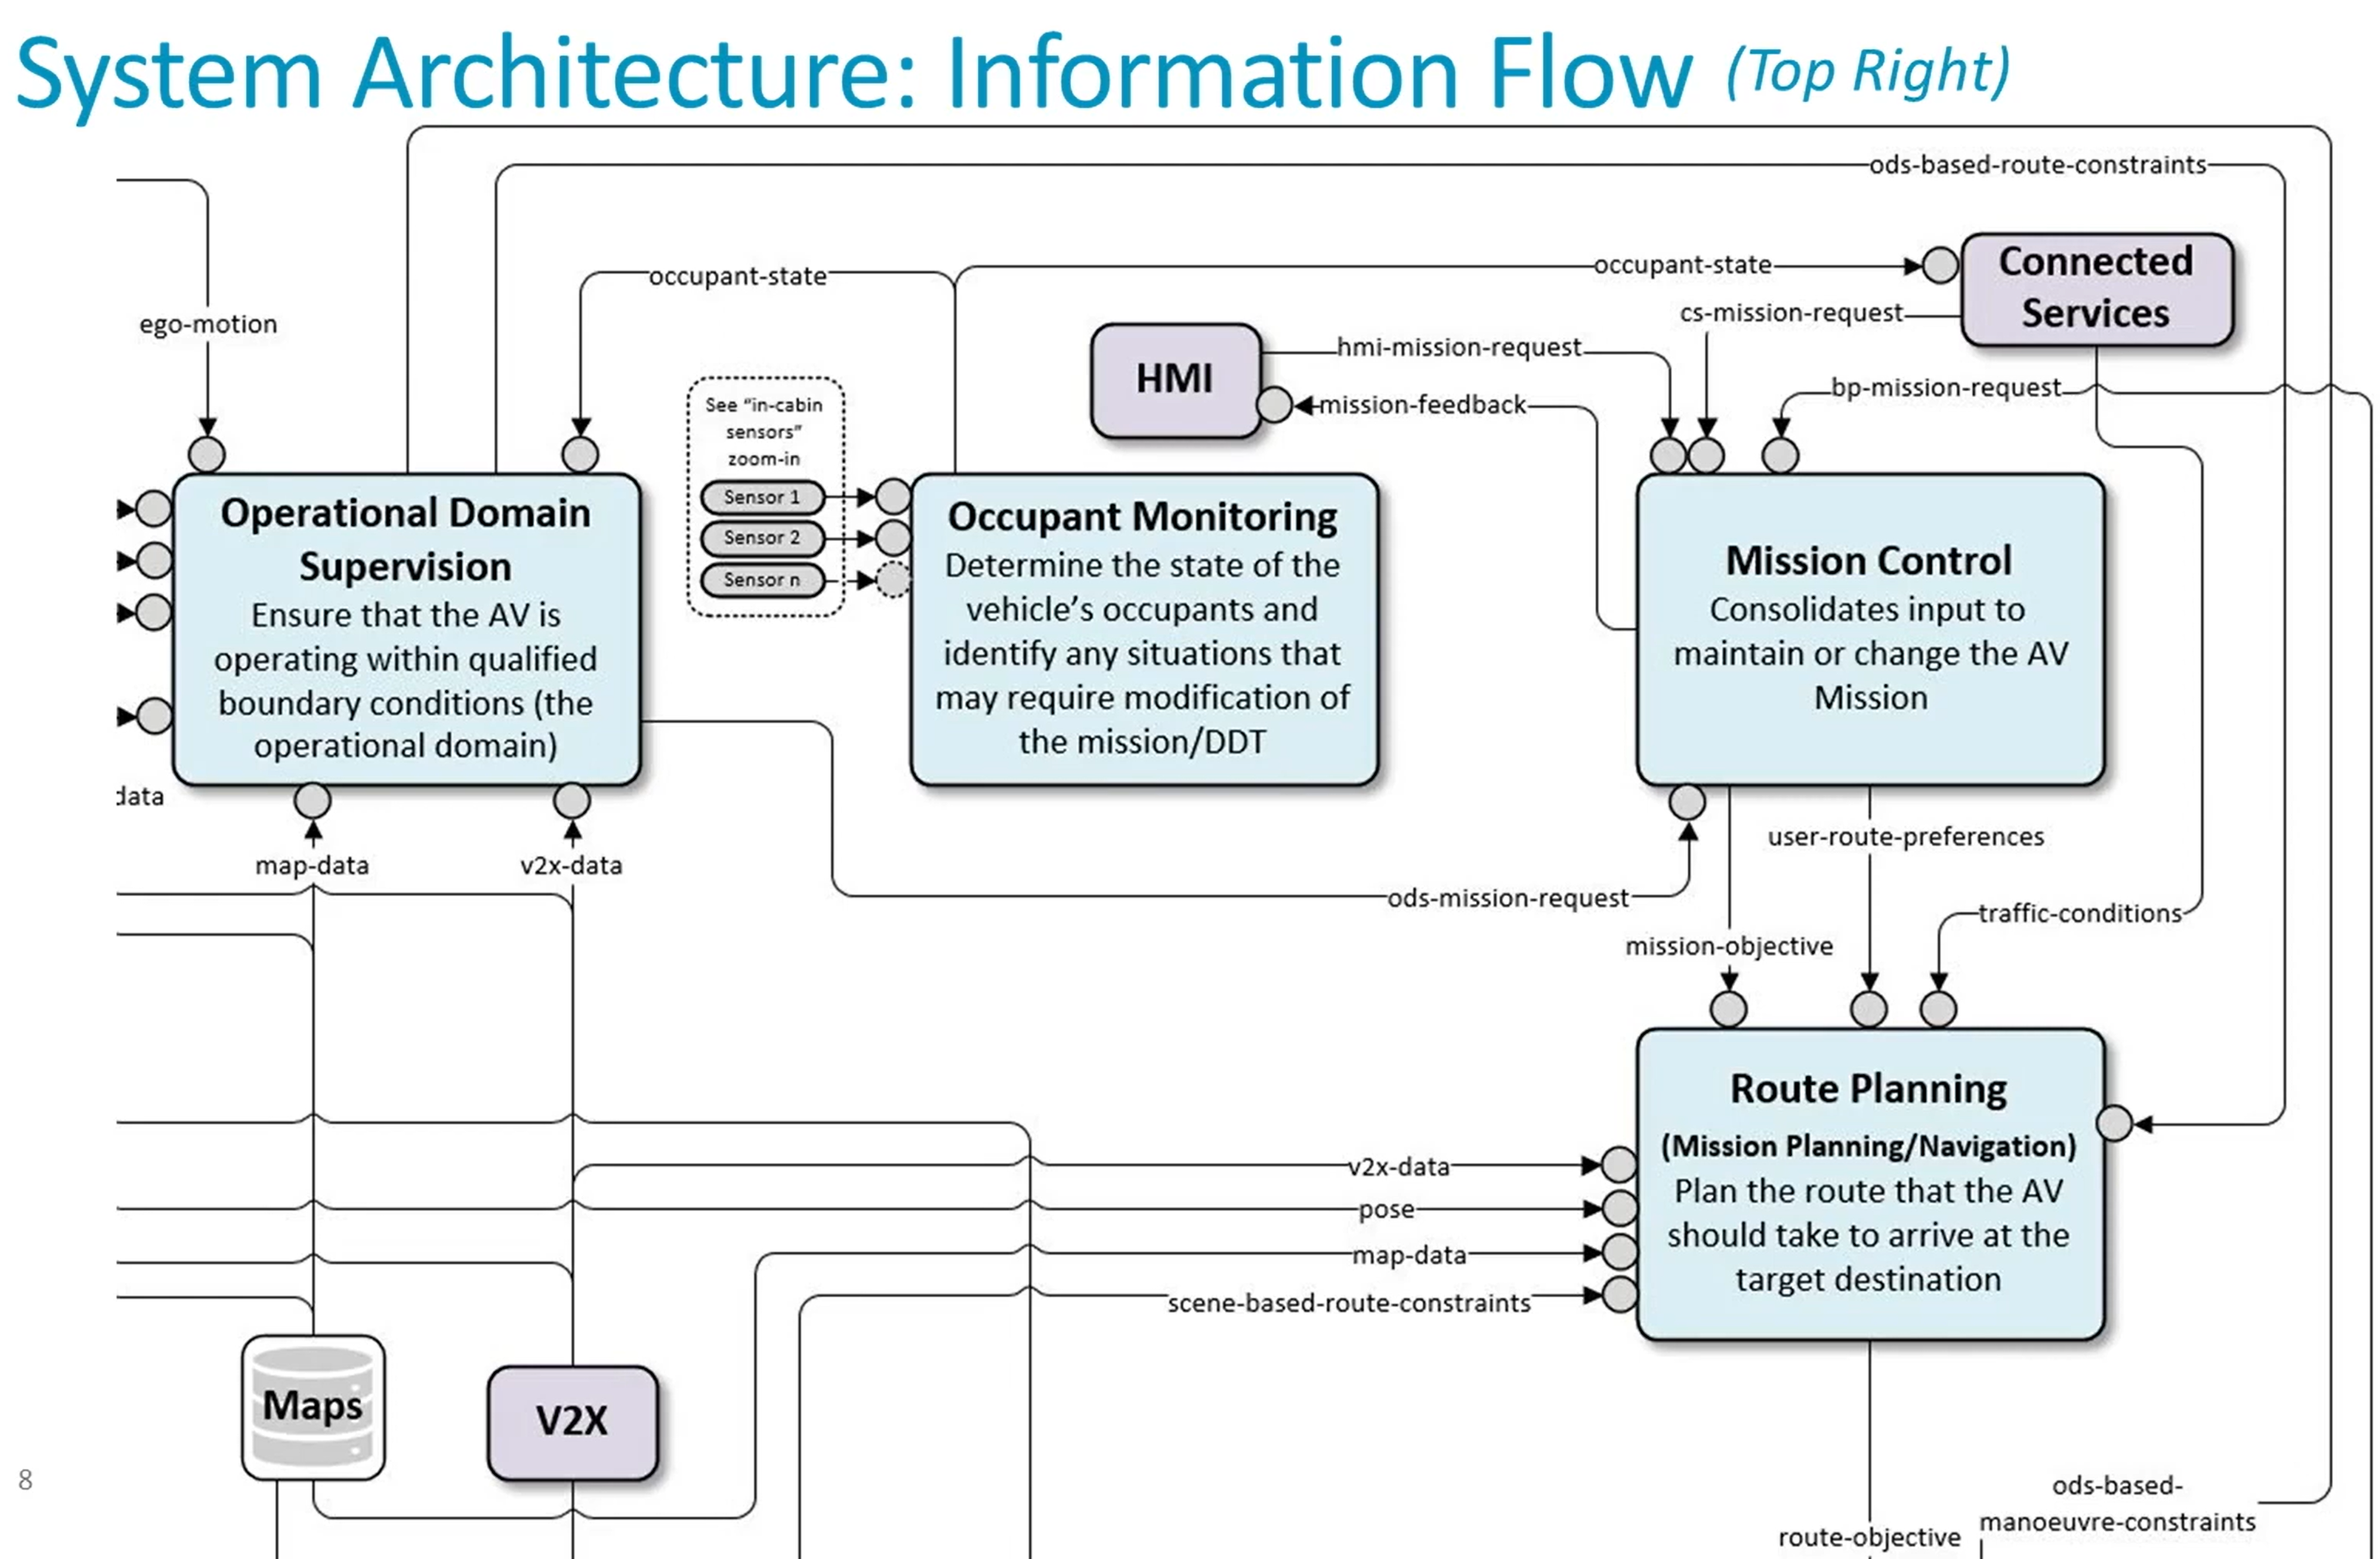 System Architecture: Information Flow (Top Right)
ods-based-route-constraints
occupant-state
occupant-state
Connected
Services
cs-mission-request
ego-motion
HMI
hmi-mission-request
mission-feedback
bp-mission-request
See “in-cabin
sensors”
zoom-in
Sensor 1
Sensor 2
Sensor n
Operational Domain
Supervision
Ensure that the AV is
operating within qualified
boundary conditions (the
operational domain)
Occupant Monitoring
Determine the state of the
vehicle’s occupants and
identify any situations that
may require modification of
the mission/DDT
Mission Control
Consolidates input to
maintain or change the AV
Mission
data
map-data
v2x-data
user-route-preferences
ods-mission-request
traffic-conditions
mission-objective
Route Planning
(Mission Planning/Navigation)
Plan the route that the AV
should take to arrive at the
target destination
v2x-data
pose
map-data
scene-based-route-constraints
Maps
V2X
8
ods-based-
manoeuvre-constraints
route-objective